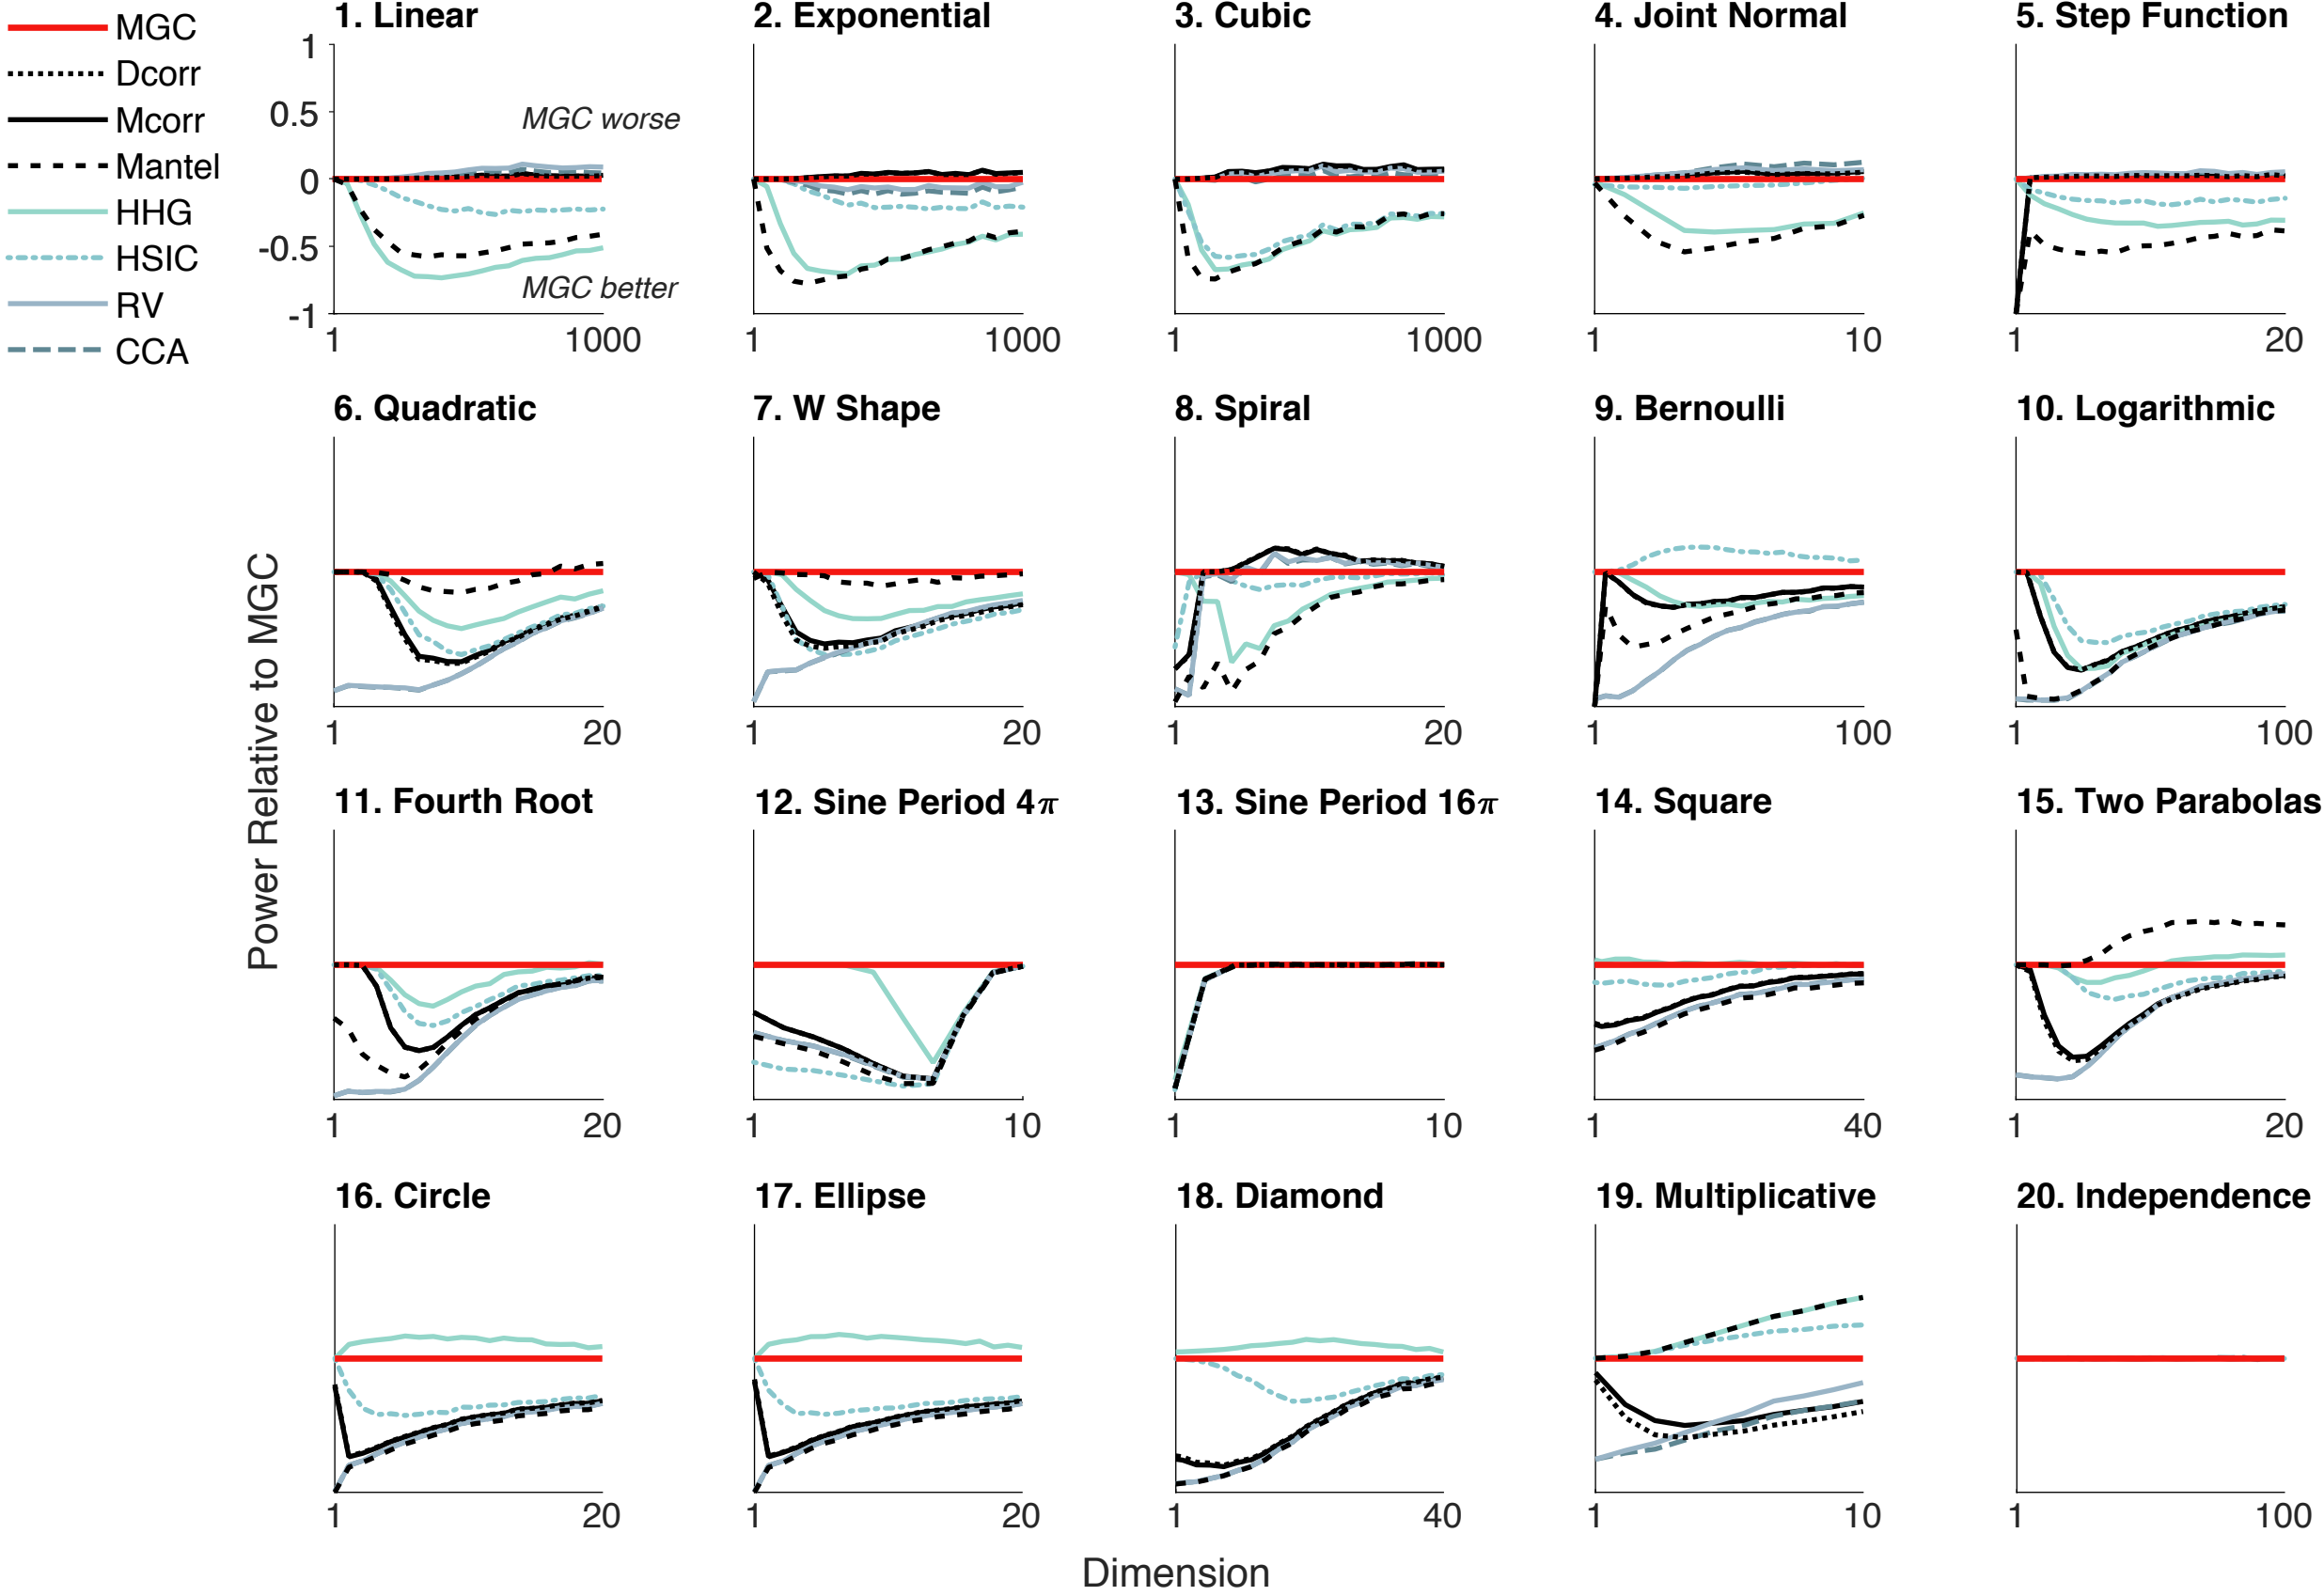 MGC
Dcorr
Mcorr
Mantel
HHG
HSIC
RV
CCA
1. Linear
2. Exponential
3. Cubic
4. Joint Normal
5. Step Function
1
0.5
0
-0.5
-1
MGC worse
MGC better
1 1000
1 1000
1 1000
1 10
1 20
Power Relative to MGC
6. Quadratic
7. W Shape
8. Spiral
9. Bernoulli
10. Logarithmic
1 20
1 20
1 20
1 100
1 100
11. Fourth Root
12. Sine Period 4π
13. Sine Period 16π
14. Square
15. Two Parabolas
1 20
1 10
1 10
1 40
1 20
16. Circle
17. Ellipse
18. Diamond
19. Multiplicative
20. Independence
1 20
1 20
1 40
1 10
1 100
Dimension